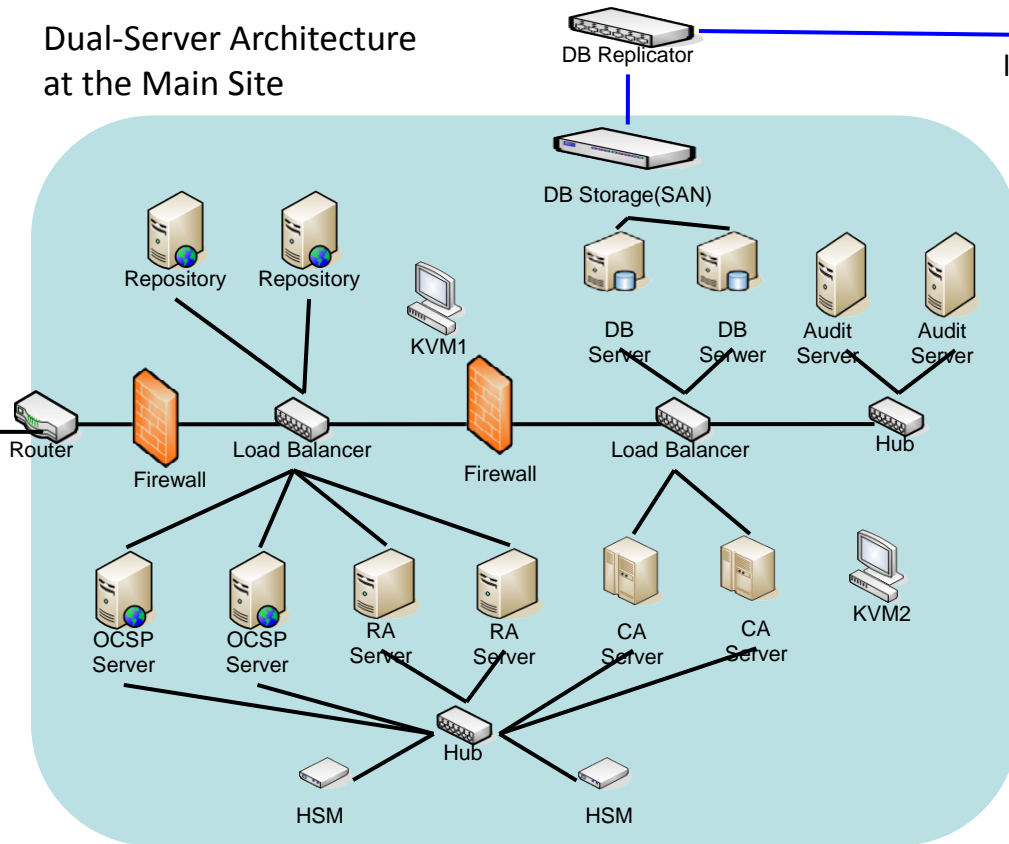 Dual-Server Architecture
at the Main Site
DB Replicator
DB Storage(SAN)
Repository
Repository
KVM1
DB
Server
DB
Serwer
Audit
Server
Audit
Server
Router
Firewall
Load Balancer
Firewall
Load Balancer
Hub
OCSP
Server
OCSP
Server
RA
Server
RA
Server
CA
Server
CA
Server
KVM2
Hub
HSM
HSM